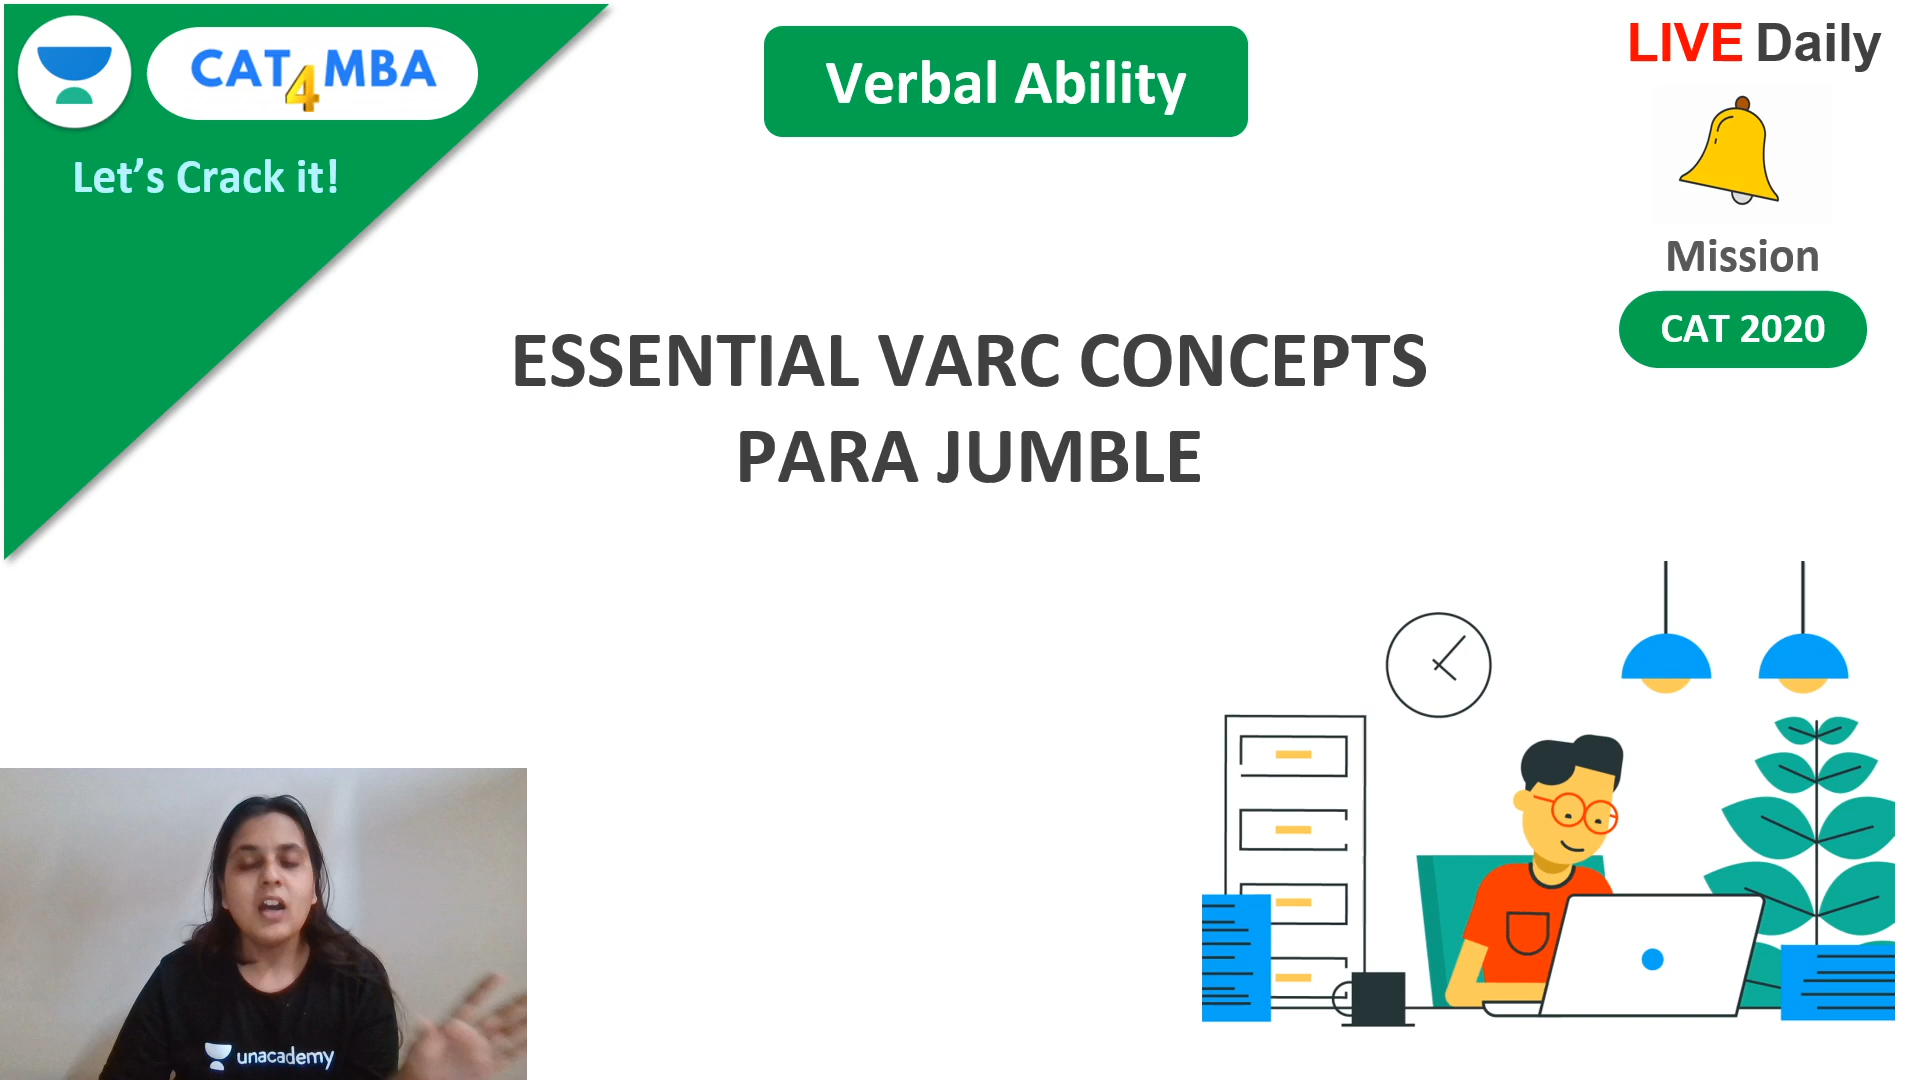 CAT4MBA
Let’s Crack it!
Verbal Ability
LIVE Daily
Mission
CAT 2020
ESSENTIAL VARC CONCEPTS
PARA JUMBLE
unacademy